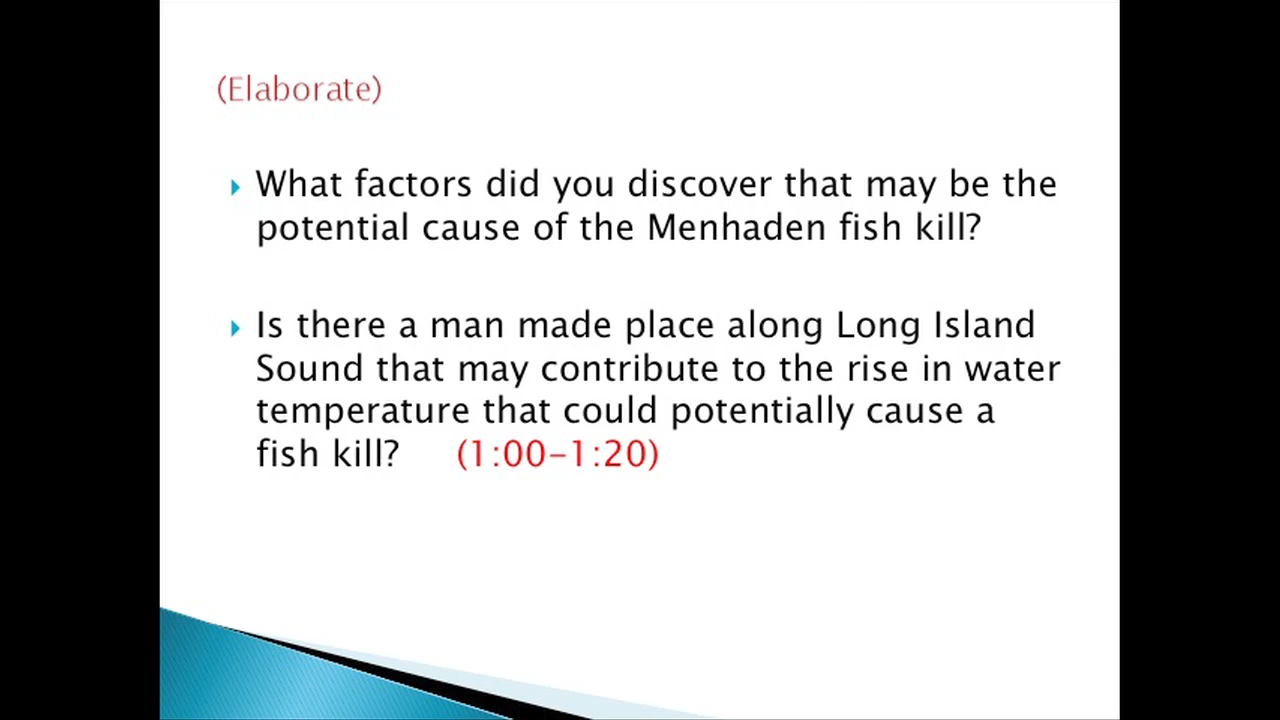 (Elaborate)
What factors did you discover that may be the
potential cause of the Menhaden fish kill?
Is there a man made place along Long Island
Sound that may contribute to the rise in water
temperature that could potentially cause a
fish kill? (1:00-1:20)